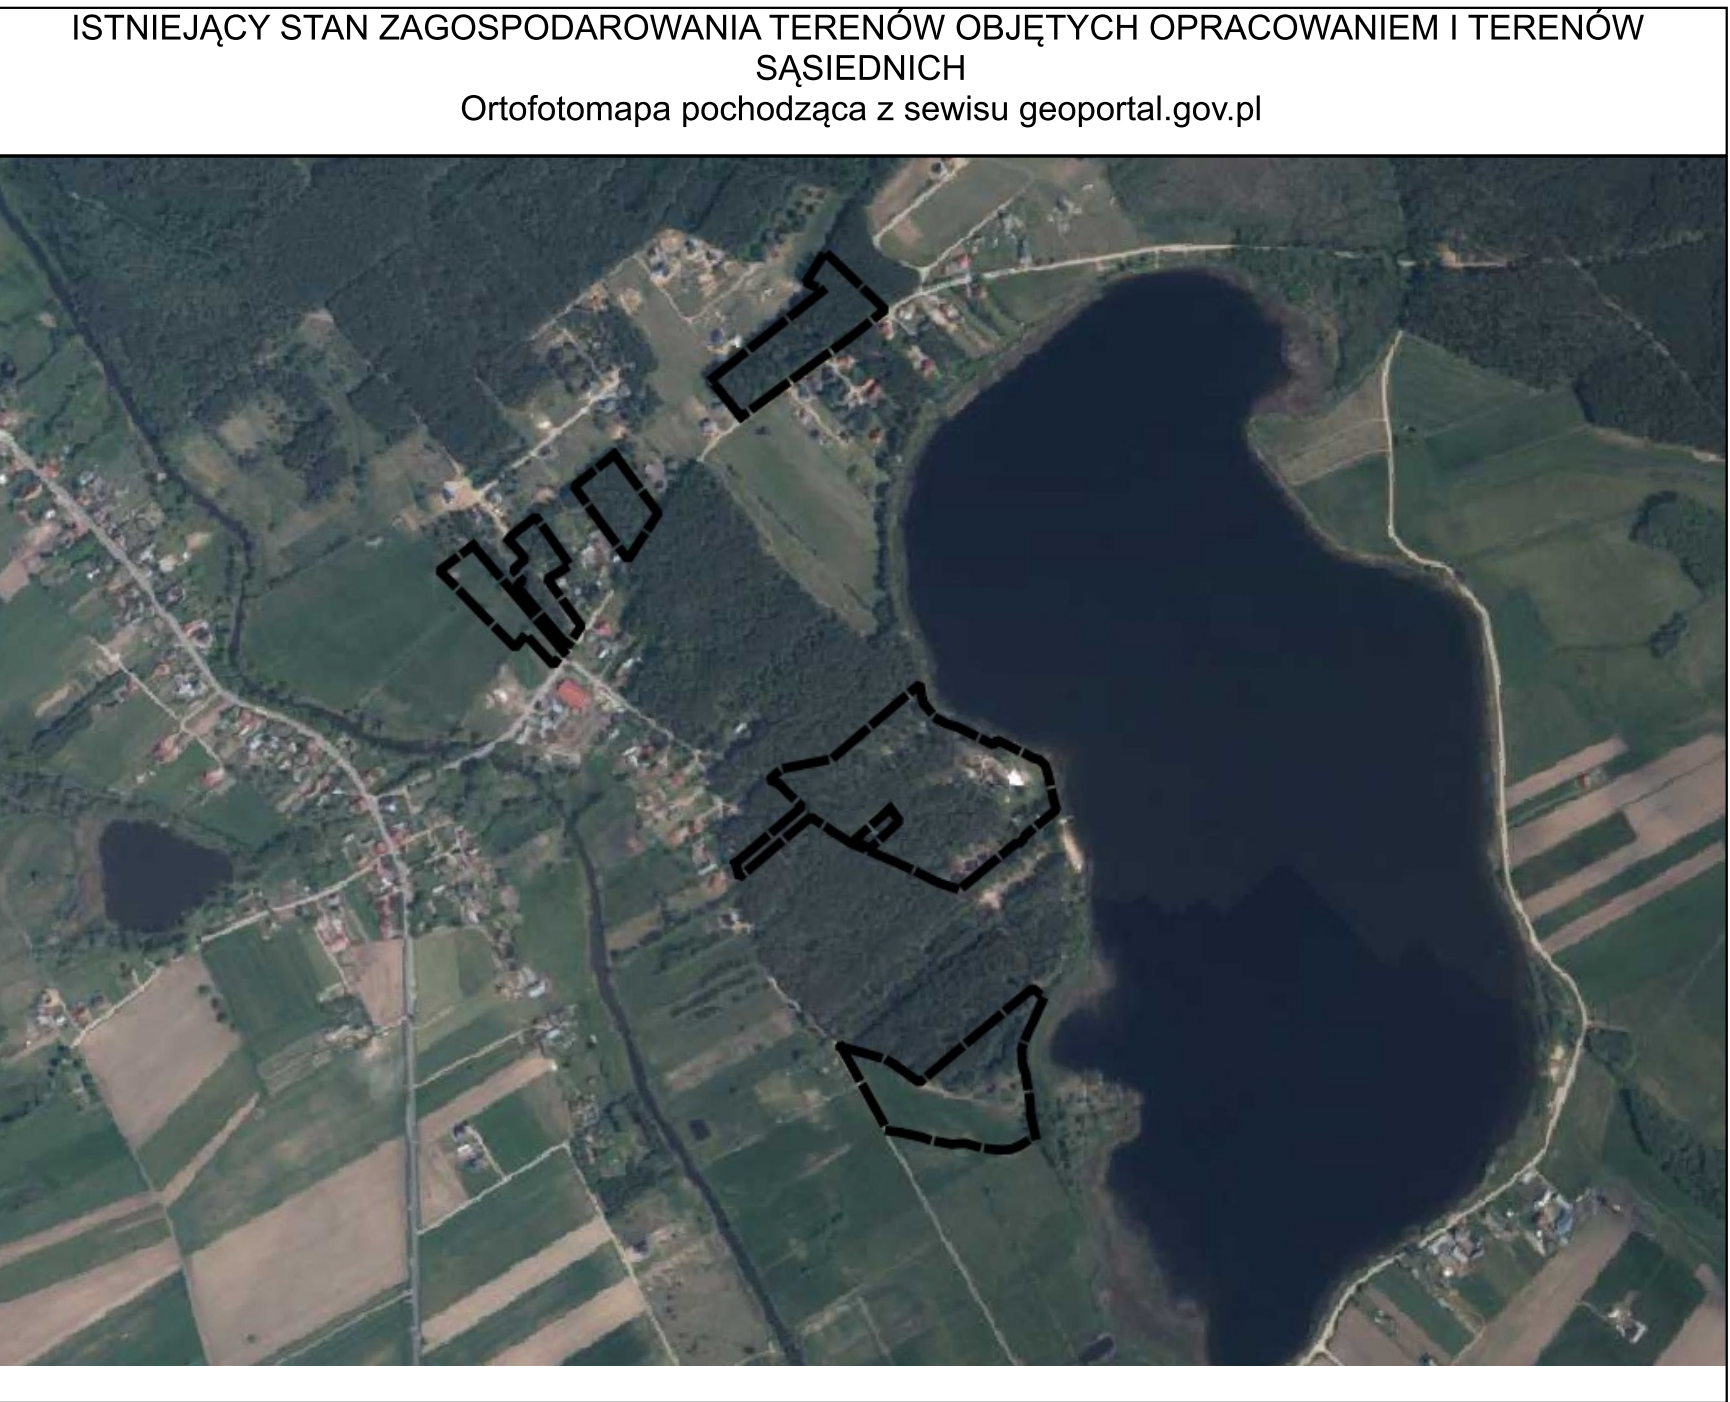 ISTNIEJĄCY STAN ZAGOSPODAROWANIA TERENÓW OBJĘTYCH OPRACOWANIEM I TERENÓW
SĄSIEDNICH
Ortofotomapa pochodząca z sewisu geoportal.gov.pl